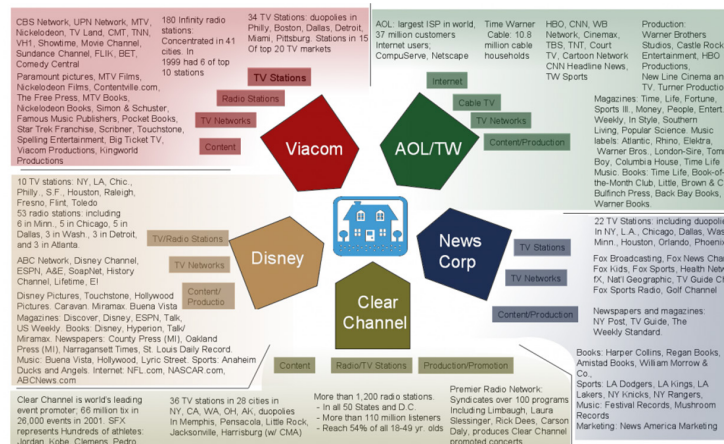 CBS Network, UPN Network, MTV,
Nickelodeon, TV Land, CMT, TNN,
VH1, Showtime, Movie Channel,
Sundance Channel, FLIK, BET,
Comedy Central
Paramount pictures, MTV Films,
Nickelodeon Films, Contentville.com,
The Free Press, MTV Books,
Nickelodeon Books, Simon & Schuster,
Famous Music Publishers, Pocket Books,
Star Trek Franchise, Scribner, Touchstone,
Spelling Entertainment, Big Ticket TV,
Viacom Productions, Kingworld
Productions
180 Infinity radio
stations:
Concentrated in 41
cities. In
1999 had 6 of top
10 stations
34 TV Stations: duopolies in
Philly, Boston, Dallas, Detroit,
Miami, Pittsburg. Stations in 15
Of top 20 TV markets
TV Stations
Radio Stations
TV Networks
Content
Viacom
AOL: largest ISP in world,
37 million customers
Internet users;
CompuServe, Netscape
Time Warner
Cable: 10.8
million cable
households
HBO, CNN, WB
Network, Cinemax,
TBS, TNT, Court
TV, Cartoon Network
CNN Headline News,
TW Sports
Production:
Warner Brothers
Studios, Castle Rock
Entertainment, HBO
Productions,
New Line Cinema an
TV. Turner Production
Magazines: Time, Life, Fortune,
Sports Ill., Money, People, Entert.
Weekly, In Style, Southern
Living, Popular Science. Music
labels: Atlantic, Rhino, Elektra,
Warner Bros., London-Sire, Tomm
Boy, Columbia House, Time Life
Music. Books: Time Life, Book-of-
the-Month Club, Little, Brown & C
Bulfinch Press, Back Bay Books,
Warner Books.
Internet
Cable TV
TV Networks
Content/Production
AOL/TW
10 TV stations: NY, LA, Chic.,
Philly., S.F., Houston, Raleigh,
Fresno, Flint, Toledo
53 radio stations: including
6 in Minn., 5 in Chicago, 5 in
Dallas, 3 in Wash., 3 in Detroit,
and 3 in Atlanta.
ABC Network, Disney Channel,
ESPN, A&E, SoapNet, History
Channel, Lifetime, EI
Disney Pictures, Touchstone, Hollywood
Pictures. Caravan. Miramax. Buena Vista
Magazines: Discover, Disney, ESPN, Talk,
US Weekly. Books: Disney, Hyperion, Talk/
Miramax. Newspapers: County Press (MI), Oakland
Press (MI), Narragansett Times, St. Louis Daily Record.
Music: Buena Vista, Hollywood, Lyric Street. Sports: Anaheim
Ducks and Angels. Internet: NFL.com, NASCAR.com,
ABCNews.com
TV/Radio Stations
TV Networks
Content/
Productio
Disney
News
Corp
TV Stations
TV Networks
Content/Production
22 TV Stations: including duopolie
In NY, L.A., Chicago, Dallas, Was
Minn., Houston, Orlando, Phoenix
Fox Broadcasting, Fox News Chan
Fox Kids, Fox Sports, Health Netw
fX, Nat'l Geographic, TV Guide Ch
Fox Sports Radio, Golf Channel
Newspapers and magazines:
NY Post, TV Guide, The
Weekly Standard.
Books: Harper Collins, Regan Books,
Amistad Books, William Morrow &
Co.,
Sports: LA Dodgers, LA Kings, LA
Lakers, NY Knicks, NY Rangers,
Music: Festival Records, Mushroom
Records
Marketing: News America Marketing
Clear
Channel
Content
Radio/TV Stations
Production/Promotion
Clear Channel is world's leading
event promoter; 66 million tix in
26,000 events in 2001. SFX
represents Hundreds of athletes:
Jordan, Kobe, Clemens, Pedro
36 TV stations in 28 cities in
NY, CA, WA, OH, AK, duopolies
In Memphis, Pensacola, Little Rock,
Jacksonville, Harrisburg (w/ CMA)
More than 1,200 radio stations.
- In all 50 States and D.C.
- More than 110 million listeners
- Reach 54% of all 18-49 yr. olds
Premier Radio Network:
Syndicates over 100 programs
Including Limbaugh, Laura
Slessinger, Rick Dees, Carson
Daly, produces Clear Channel
promoted concerts